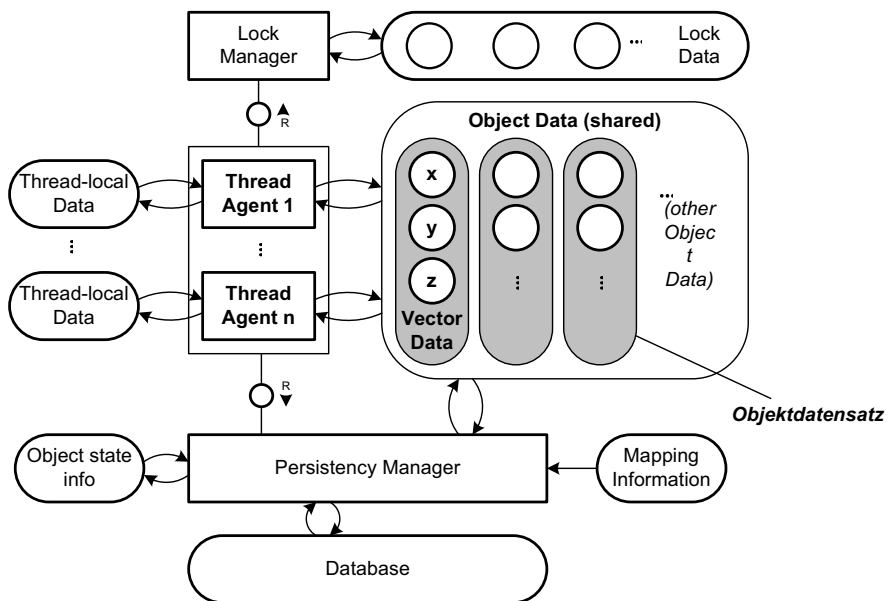 Lock
Manager
...
Lock
Data
R
Object Data (shared)
Thread-local
Data
Thread
Agent 1
x
y
z
...
...
Vector
Data
...
(other
Objec
t
Data)
...
...
Thread-local
Data
Thread
Agent n
R
Objektdatensatz
Object state
info
Persistency Manager
Mapping
Information
Database